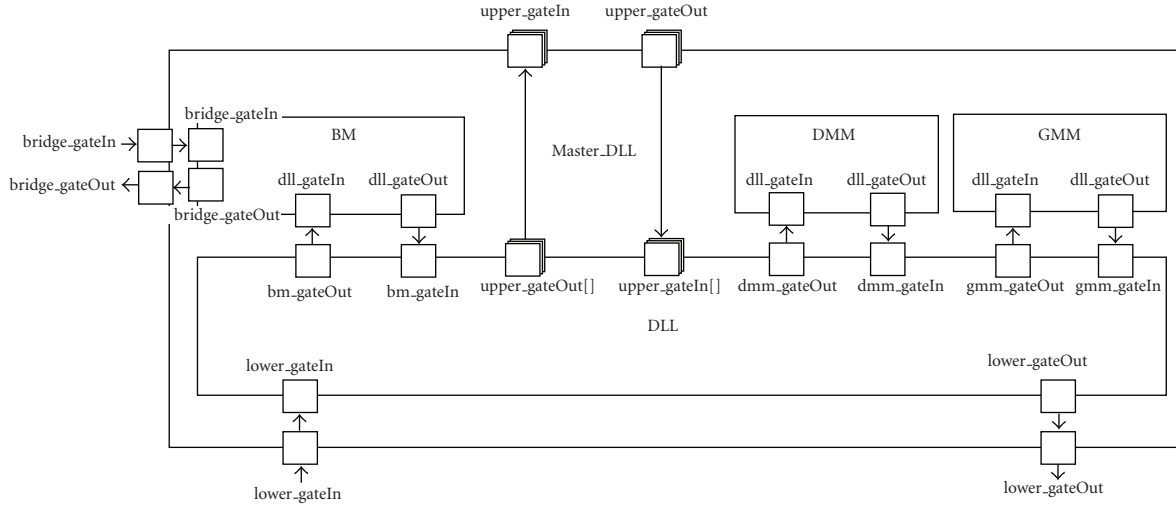 upper_gateIn
upper_gateOut
bridge_gateIn
bridge_gateIn
BM
Master_DLL
DMM
GMM
bridge_gateOut
dll_gateIn
dll_gateOut
dll_gateIn
dll_gateOut
dll_gateIn
dll_gateOut
bridge_gateOut
bm_gateOut
bm_gateIn
upper_gateOut[]
upper_gateIn[]
dmm_gateOut
dmm_gateIn
gmm_gateOut
gmm_gateIn
DLL
lower_gateIn
lower_gateOut
lower_gateIn
lower_gateOut